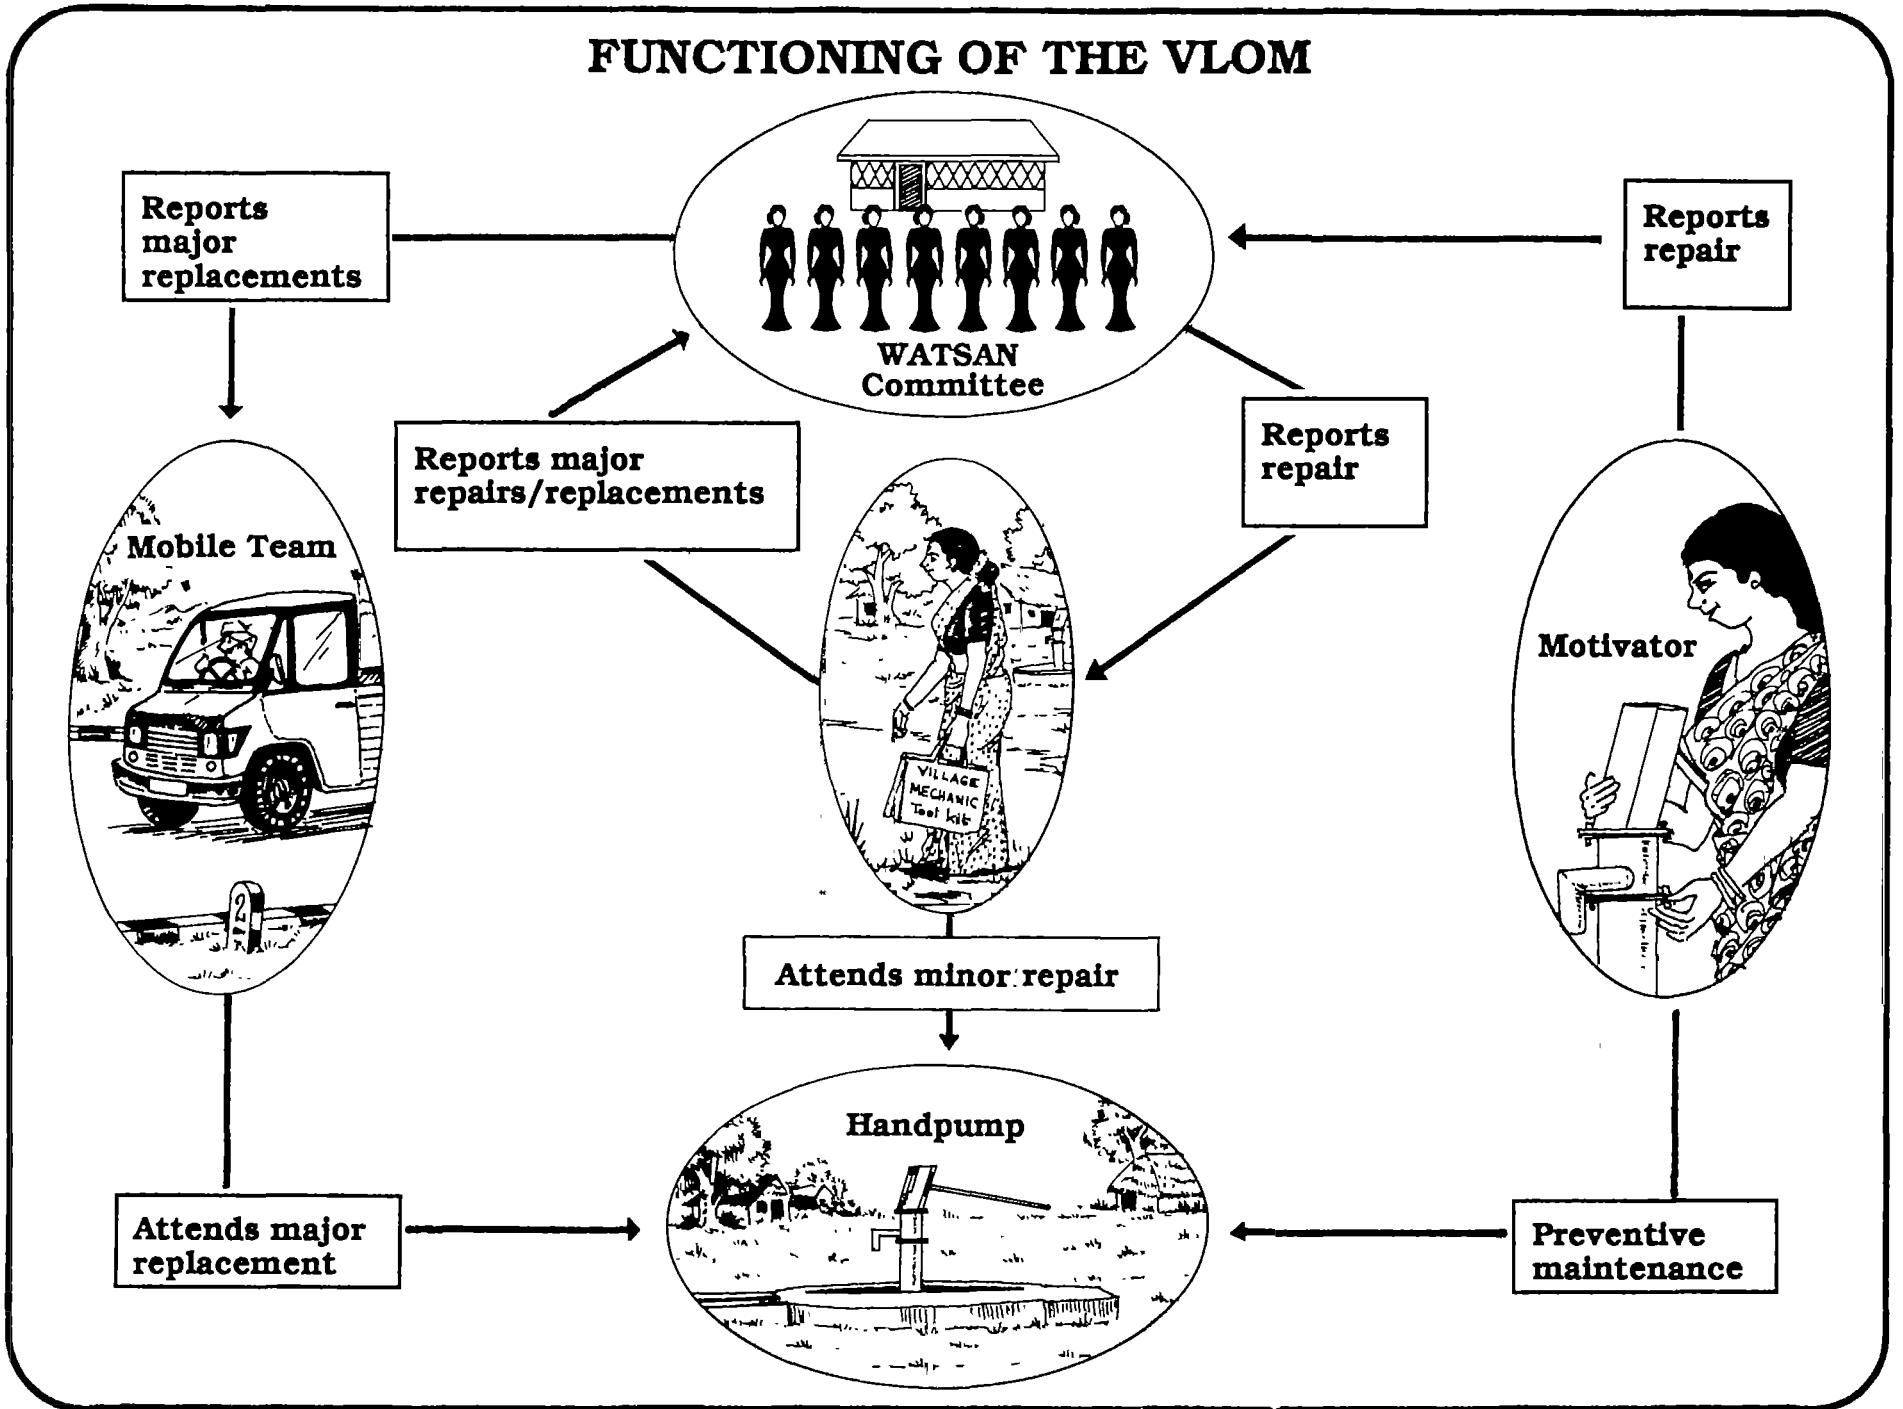 FUNCTIONING OF THE VLOM
Reports
major
replacements
Reports
repair
WATSAN
Committee
Reports major
repairs/replacements
Reports
repair
Mobile Team
Motivator
VILLAGE
MECHANIC
Tool kit
2
Attends minor repair
Handpump
Attends major
replacement
Preventive
maintenance